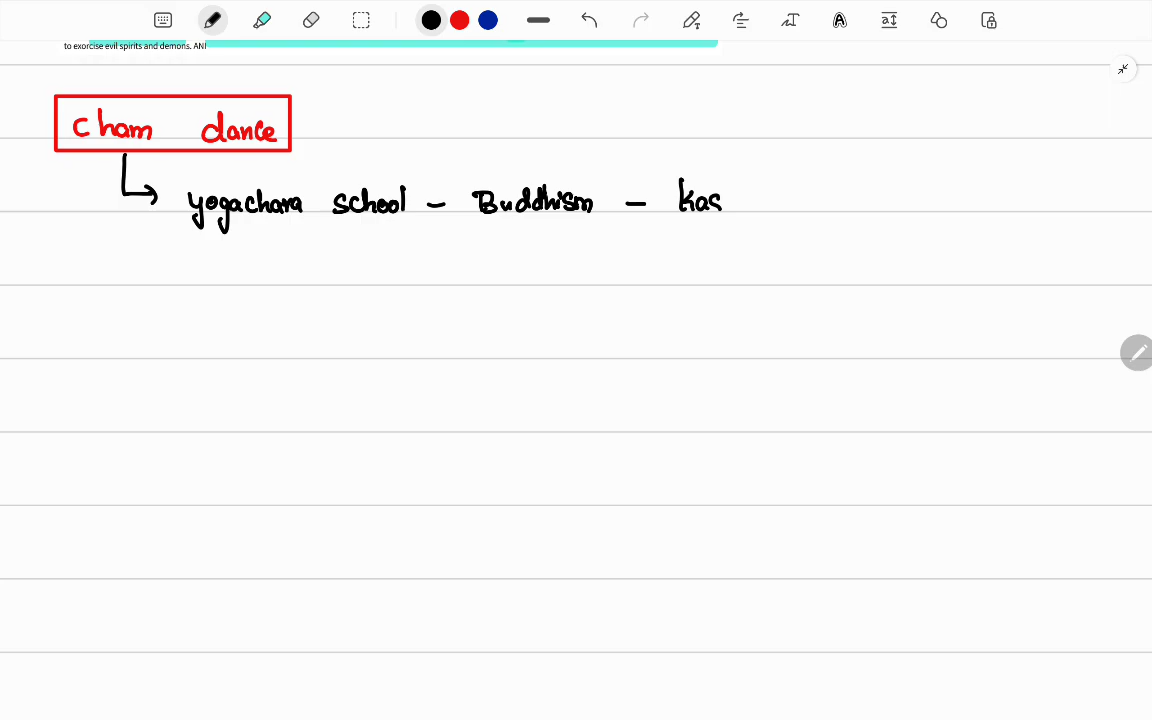 to exorcise evil spirits and demons. ANI
cham dance
yogachara school - Buddhism - Kas